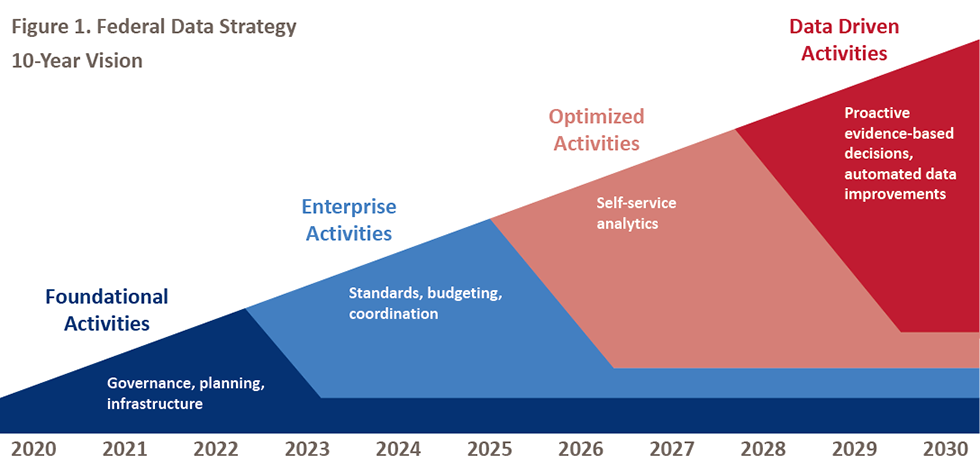 Figure 1. Federal Data Strategy
10-Year Vision
Data Driven
Activities
Proactive
evidence-based
decisions,
automated data
improvements
Optimized
Activities
Self-service
analytics
Enterprise
Activities
Standards, budgeting,
coordination
Foundational
Activities
Governance, planning,
infrastructure
2020 2021 2022 2023 2024 2025 2026 2027 2028 2029 2030